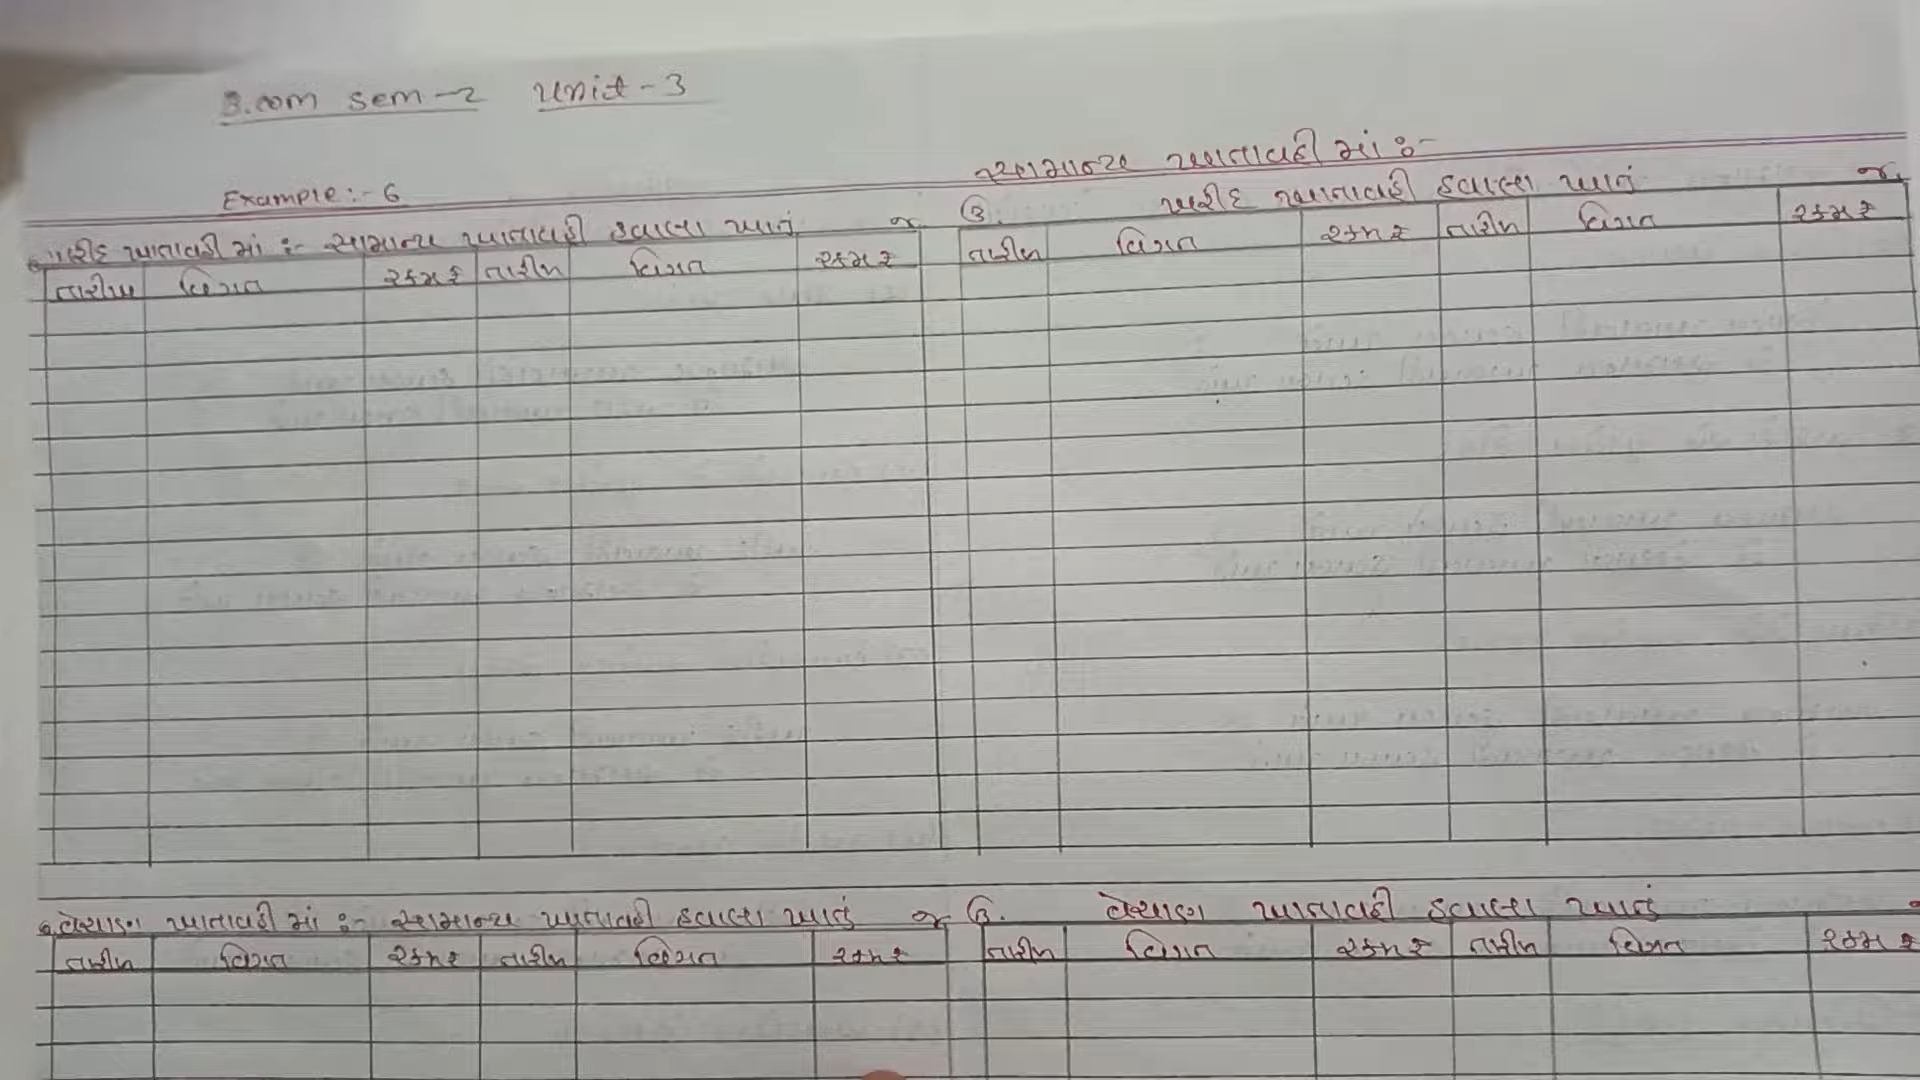 B.com sem-2 Unit-3
Example:- 6
સામાન્ય ખાતાવહી માં :-
ખરીદ ખાતાવહી માં :- સામાન્ય ખાતાવહી હવાલા ખાતું જ.
ઉ. ખરીદ ખાતાવહી હવાલા ખાતું જ.
તારીખ વિગત રકમ ₹ તારીખ વિગત રકમ ₹
તારીખ વિગત રકમ ₹ તારીખ વિગત રકમ ₹
ઉ. વેચાણ ખાતાવહી માં :- સામાન્ય ખાતાવહી હવાલા ખાતું જ
ઉ. વેચાણ ખાતાવહી હવાલા ખાતું
તારીખ વિગત રકમ ₹ તારીખ વિગત રકમ ₹
તારીખ વિગત રકમ ₹ તારીખ વિગત રકમ ₹